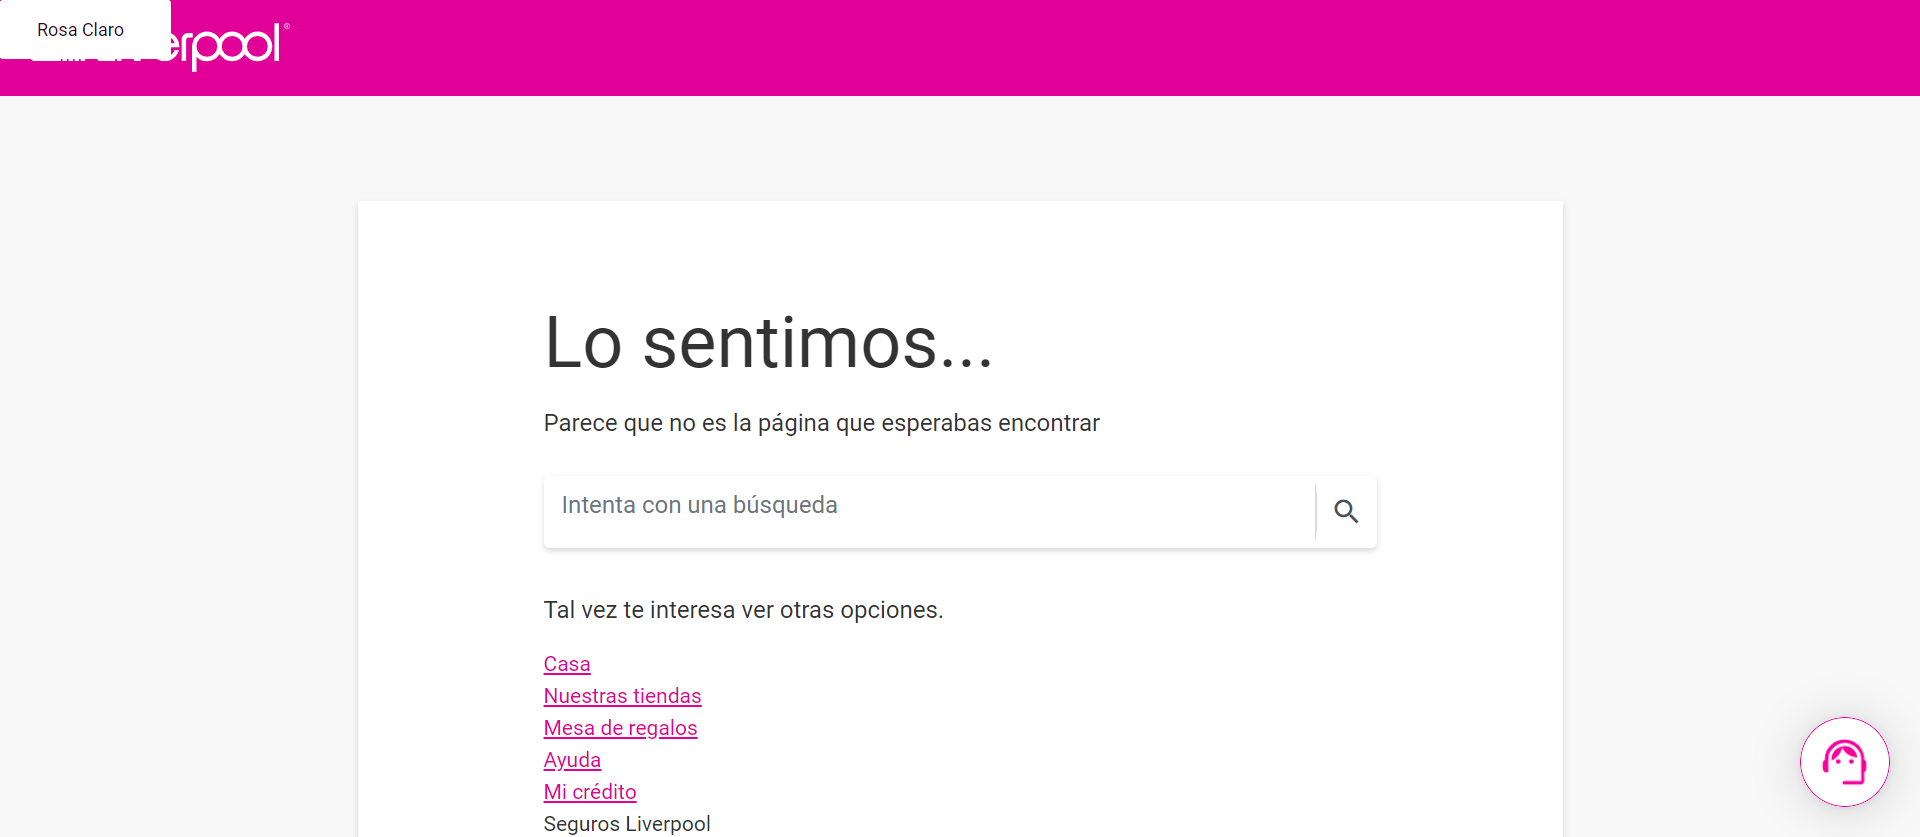 Rosa Claro
erpool®
Lo sentimos...
Parece que no es la página que esperabas encontrar
Intenta con una búsqueda
Tal vez te interesa ver otras opciones.
Casa
Nuestras tiendas
Mesa de regalos
Ayuda
Mi crédito
Seguros Liverpool